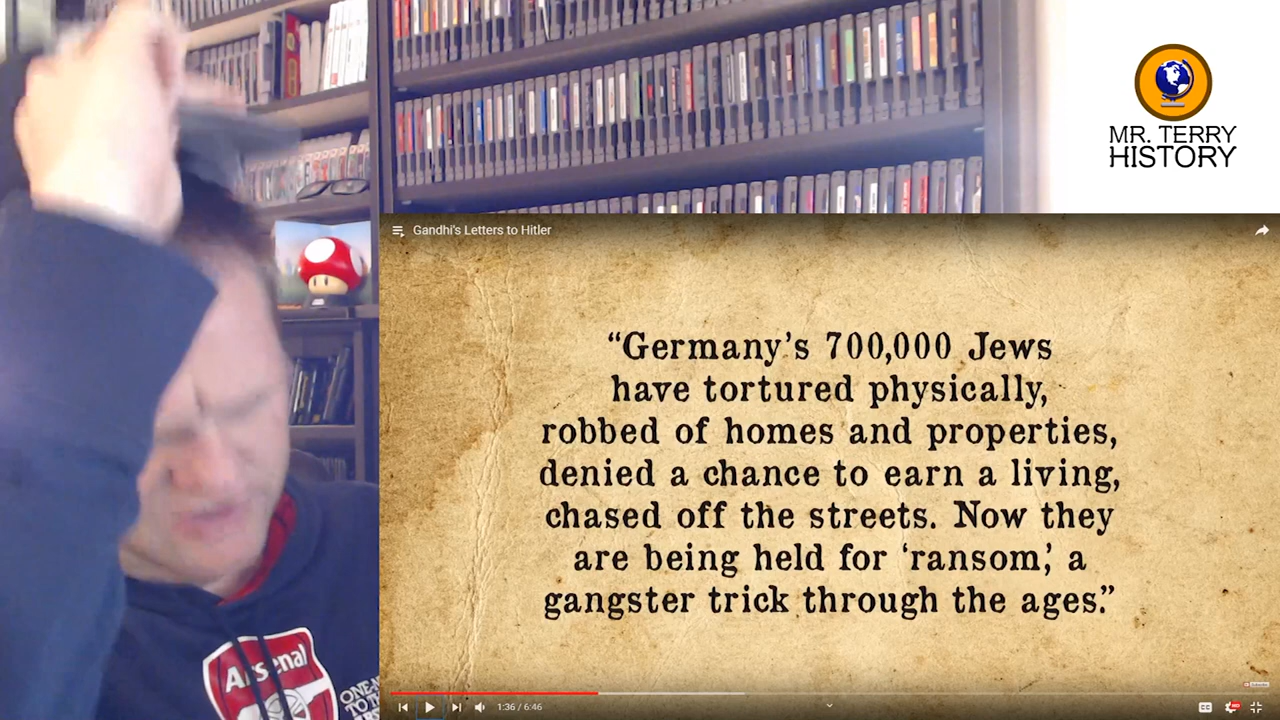 MR. TERRY
HISTORY
Gandhi's Letters to Hitler
“Germany’s 700,000 Jews
have tortured physically,
robbed of homes and properties,
denied a chance to earn a living,
chased off the streets. Now they
are being held for ‘ransom,’ a
gangster trick through the ages.”
Arsenal
1:36 / 6:46
CC
HD